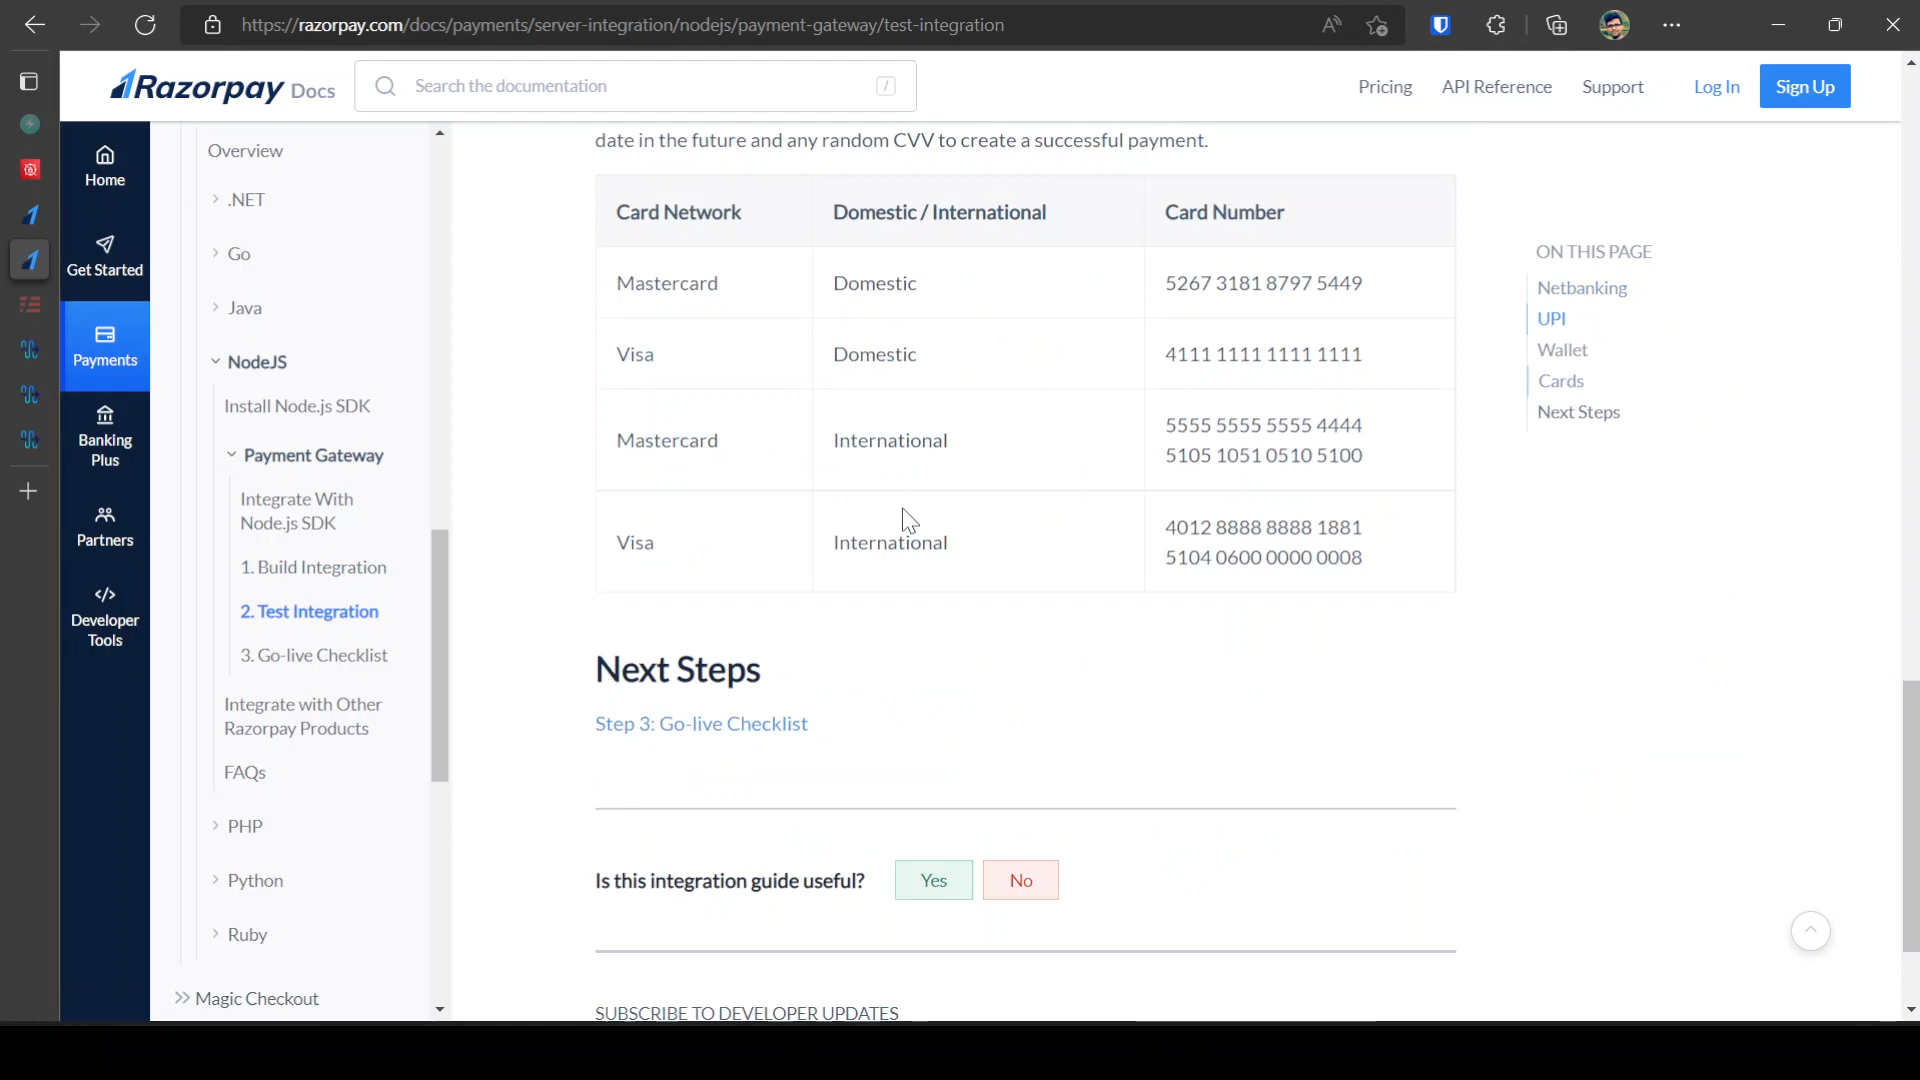 https://razorpay.com/docs/payments/server-integration/nodejs/payment-gateway/test-integration
Razorpay Docs
Search the documentation
/
Pricing
API Reference
Support
Log In
Sign Up
Home
Get Started
Payments
Banking
Plus
Partners
Developer
Tools
Overview
.NET
Go
Java
NodeJS
Install Node.js SDK
Payment Gateway
Integrate With
Node.js SDK
1. Build Integration
2. Test Integration
3. Go-live Checklist
Integrate with Other
Razorpay Products
FAQs
PHP
Python
Ruby
Magic Checkout
date in the future and any random CVV to create a successful payment.
Card Network Domestic / International Card Number
Mastercard Domestic 5267 3181 8797 5449
Visa Domestic 4111 1111 1111 1111
Mastercard International 5555 5555 5555 4444
5105 1051 0510 5100
Visa International 4012 8888 8888 1881
5104 0600 0000 0008
Next Steps
Step 3: Go-live Checklist
Is this integration guide useful? Yes No
SUBSCRIBE TO DEVELOPER UPDATES
ON THIS PAGE
Netbanking
UPI
Wallet
Cards
Next Steps